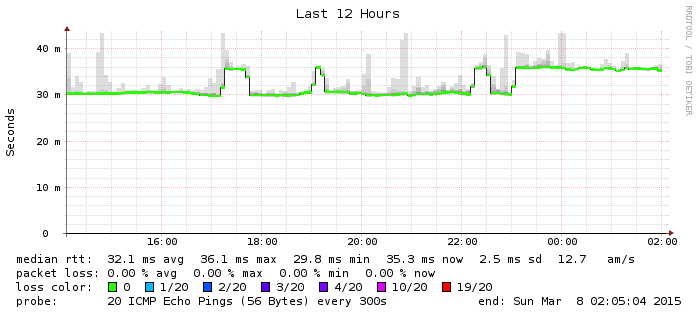 Last 12 Hours
RRDTOOL / TOBI OETIKER
Seconds
40 m
30 m
20 m
10 m
0
16:00 18:00 20:00 22:00 00:00 02:00
median rtt: 32.1 ms avg 36.1 ms max 29.8 ms min 35.3 ms now 2.5 ms sd 12.7 am/s
packet loss: 0.00 % avg 0.00 % max 0.00 % min 0.00 % now
loss color: 0 1/20 2/20 3/20 4/20 10/20 19/20
probe: 20 ICMP Echo Pings (56 Bytes) every 300s end: Sun Mar 8 02:05:04 2015